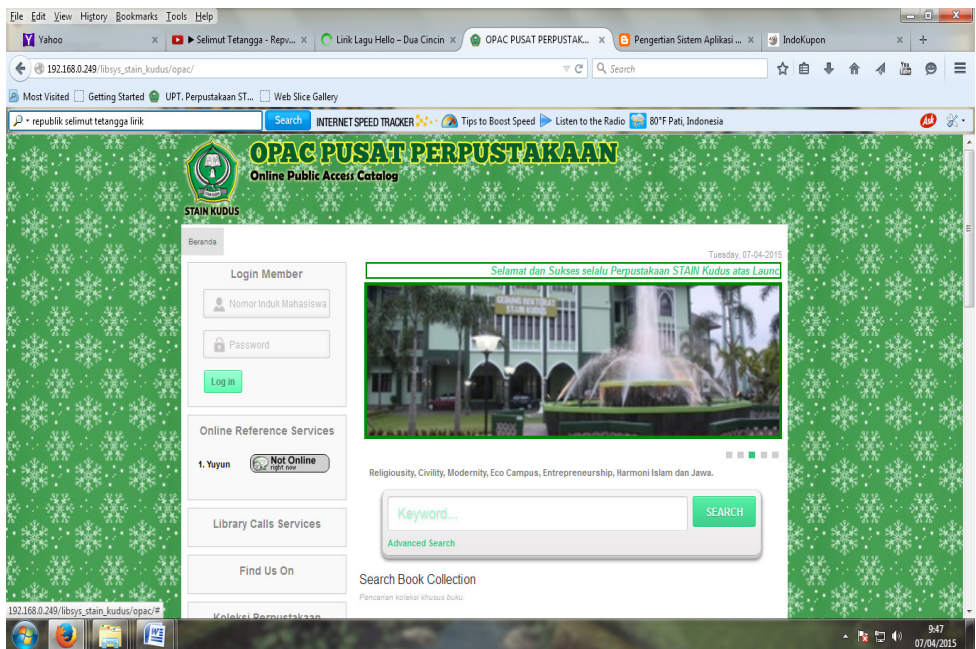 File Edit View History Bookmarks Tools Help
Yahoo
Selimut Tetangga - Repv...
Lirik Lagu Hello – Dua Cincin
OPAC PUSAT PERPUSTAK...
Pengertian Sistem Aplikasi ...
IndoKupon
192.168.0.249/libsys_stain_kudus/opac/
Search
Most Visited Getting Started UPT. Perpustakaan ST... Web Slice Gallery
republik selimut tetangga lirik Search INTERNET SPEED TRACKER Tips to Boost Speed Listen to the Radio 80°F Pati, Indonesia Ask
OPAC PUSAT PERPUSTAKAAN
Online Public Access Catalog
STAIN KUDUS
Beranda
Tuesday, 07-04-2015
Selamat dan Sukses selalu Perpustakaan STAIN Kudus atas Launc
Login Member
Nomor Induk Mahasiswa
Password
Log in
GEDUNG REKTORAT
STAIN KUDUS
Online Reference Services
1. Yuyun
Not Online
right now
Religiousity, Civility, Modernity, Eco Campus, Entrepreneurship, Harmoni Islam dan Jawa.
Keyword...
SEARCH
Advanced Search
Library Calls Services
Find Us On
Koleksi Perpustakaan
Search Book Collection
Pencarian koleksi khusus buku.
192.168.0.249/libsys_stain_kudus/opac/#
9:47
07/04/2015